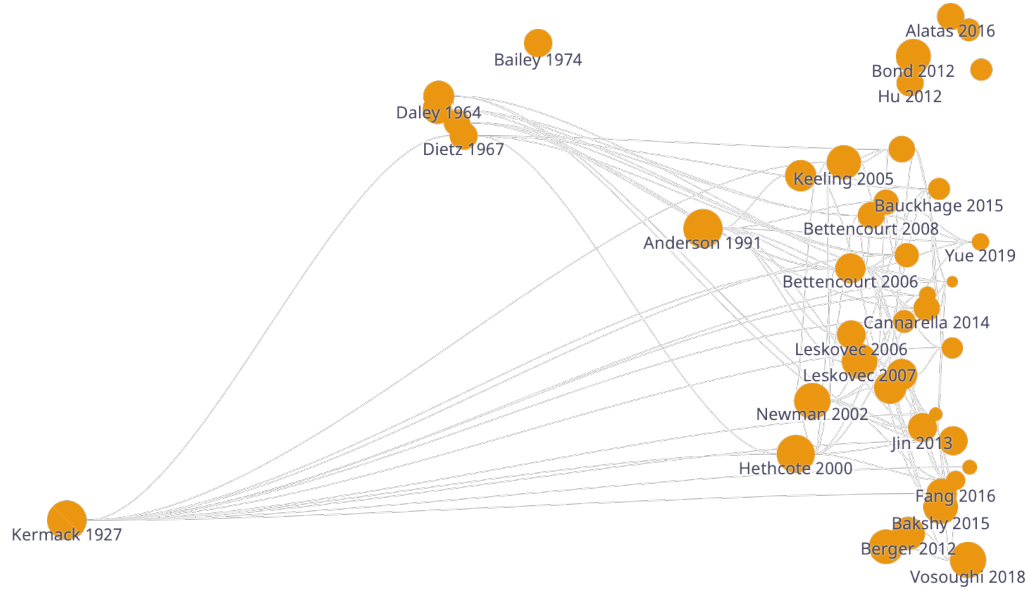 Alatas 2016
Bailey 1974
Bond 2012
Hu 2012
Daley 1964
Dietz 1967
Keeling 2005
Bauckhage 2015
Bettencourt 2008
Anderson 1991
Yue 2019
Bettencourt 2006
Cannarella 2014
Leskovec 2006
Leskovec 2007
Newman 2002
Jin 2013
Hethcote 2000
Fang 2016
Bakshy 2015
Kermack 1927
Berger 2012
Vosoughi 2018